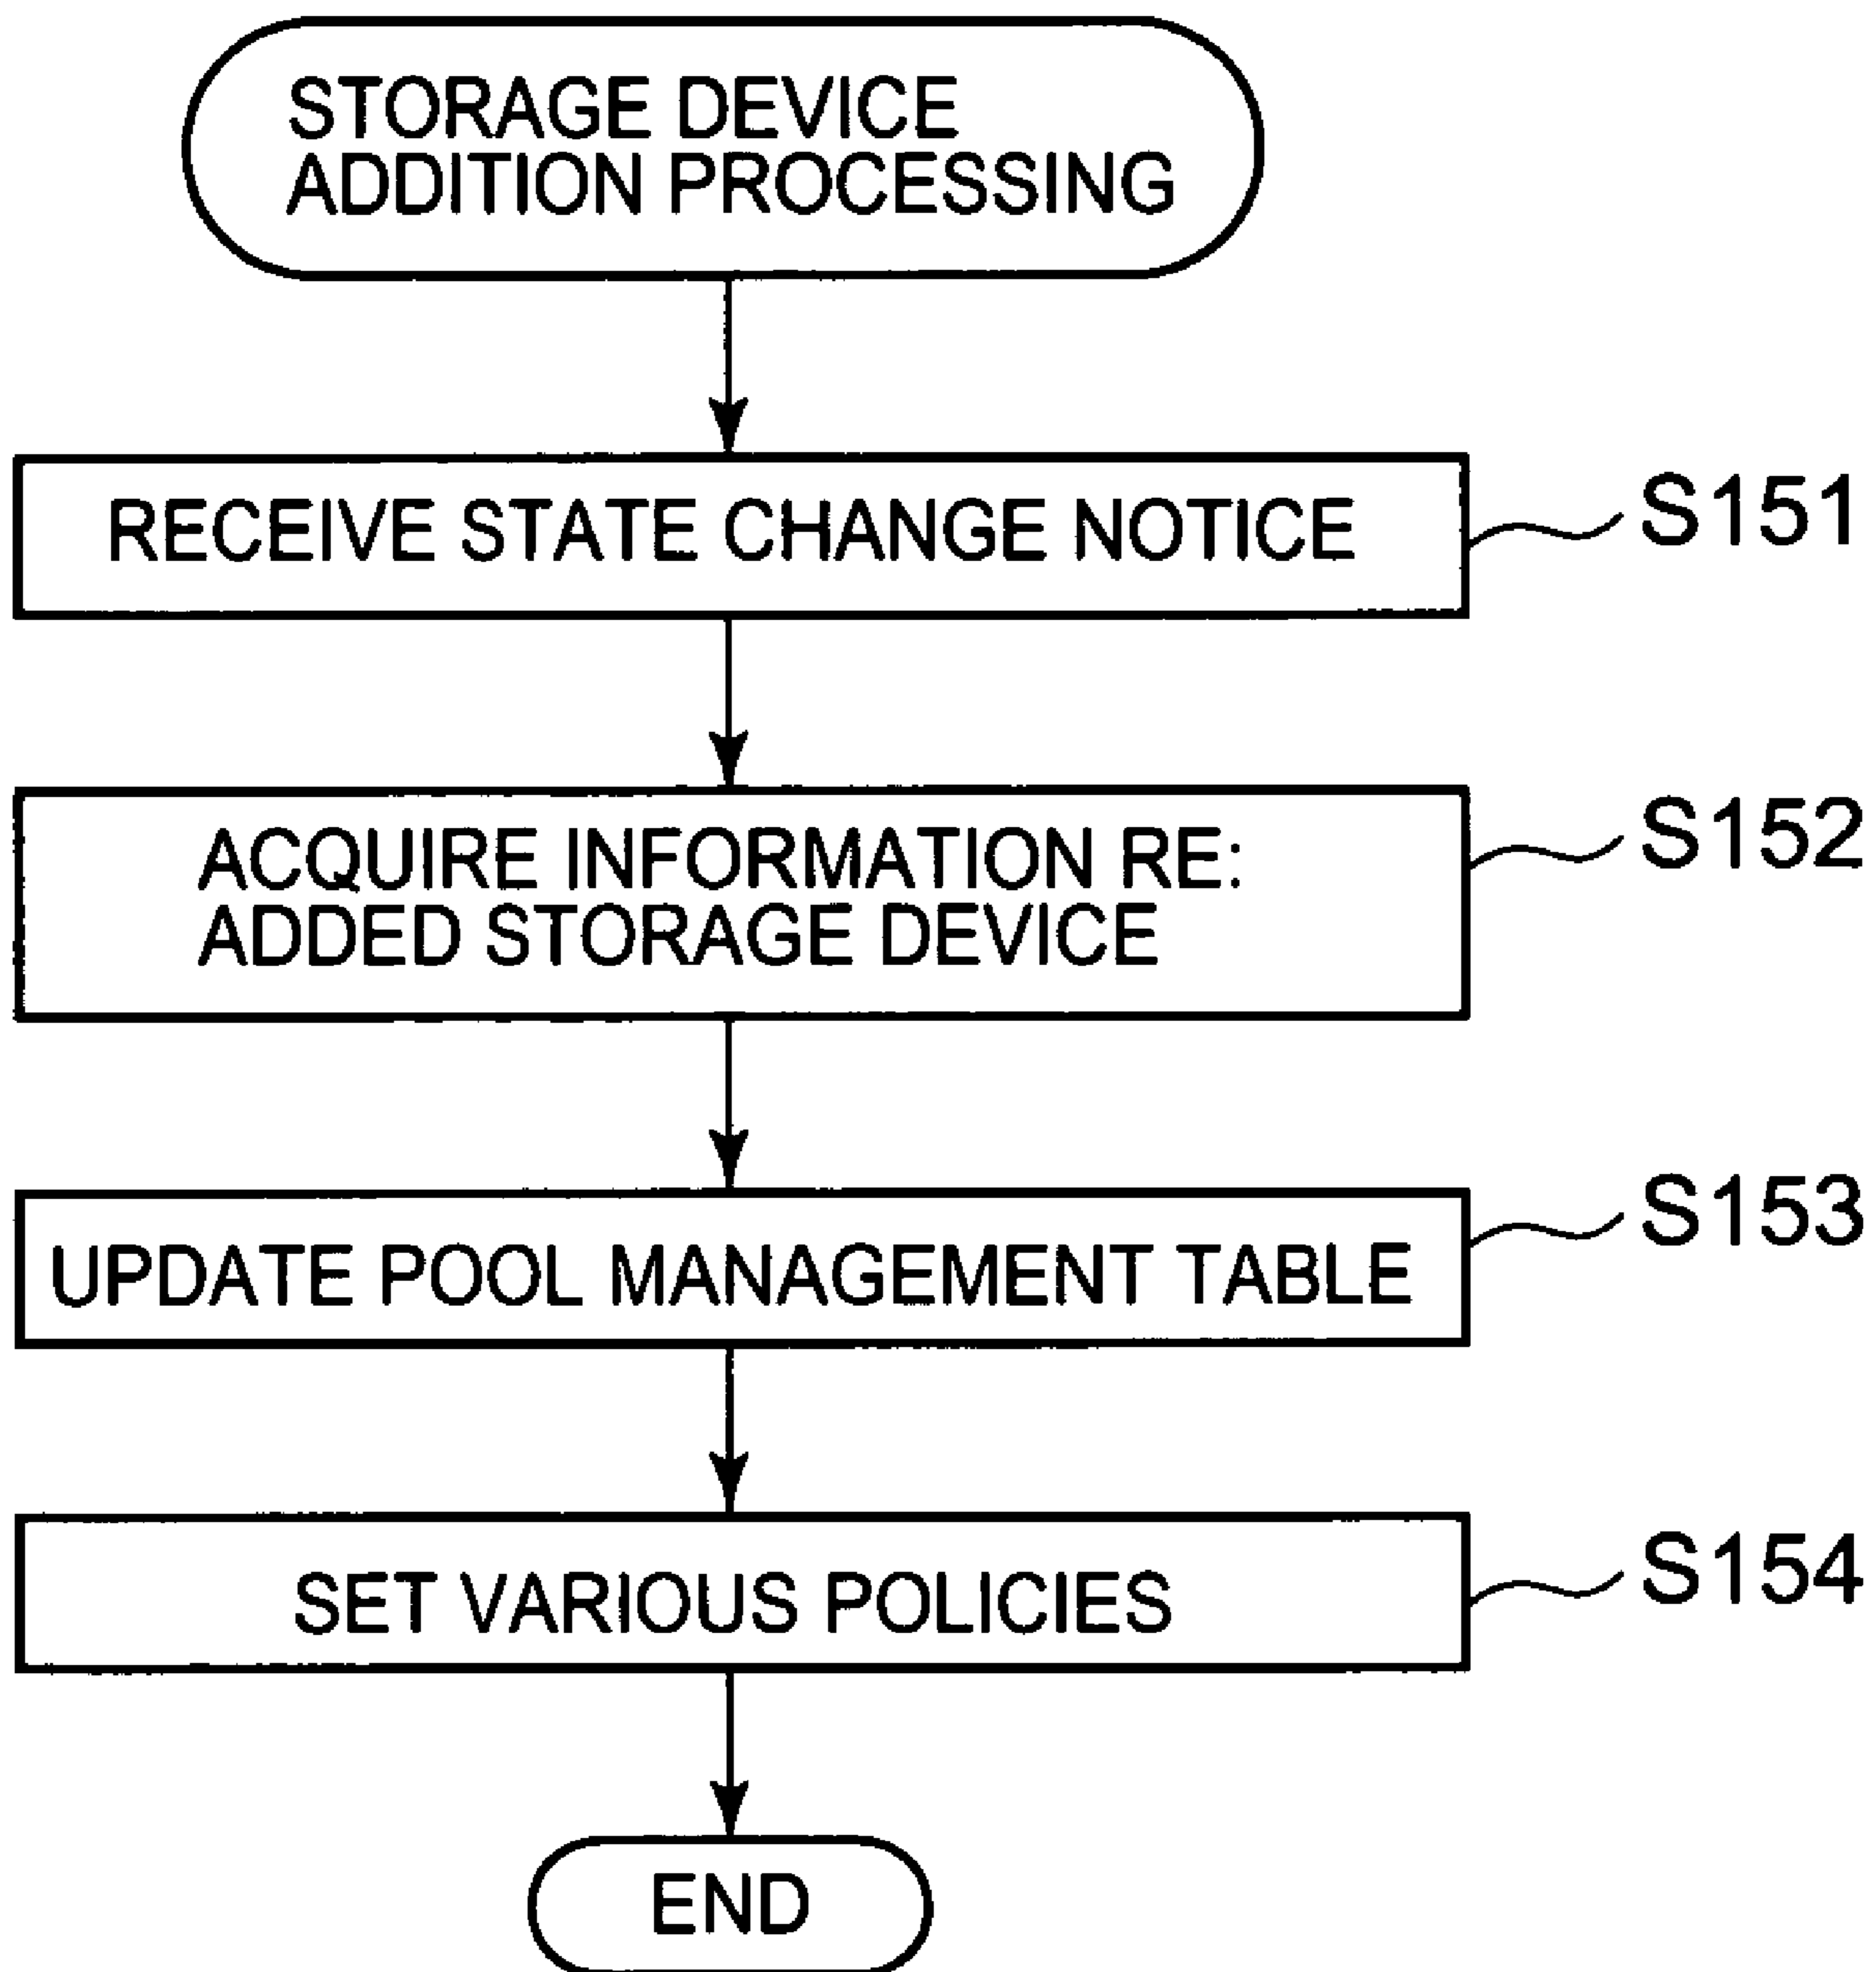 STORAGE DEVICE
ADDITION PROCESSING
RECEIVE STATE CHANGE NOTICE
S151
ACQUIRE INFORMATION RE:
ADDED STORAGE DEVICE
S152
UPDATE POOL MANAGEMENT TABLE
S153
SET VARIOUS POLICIES
S154
END